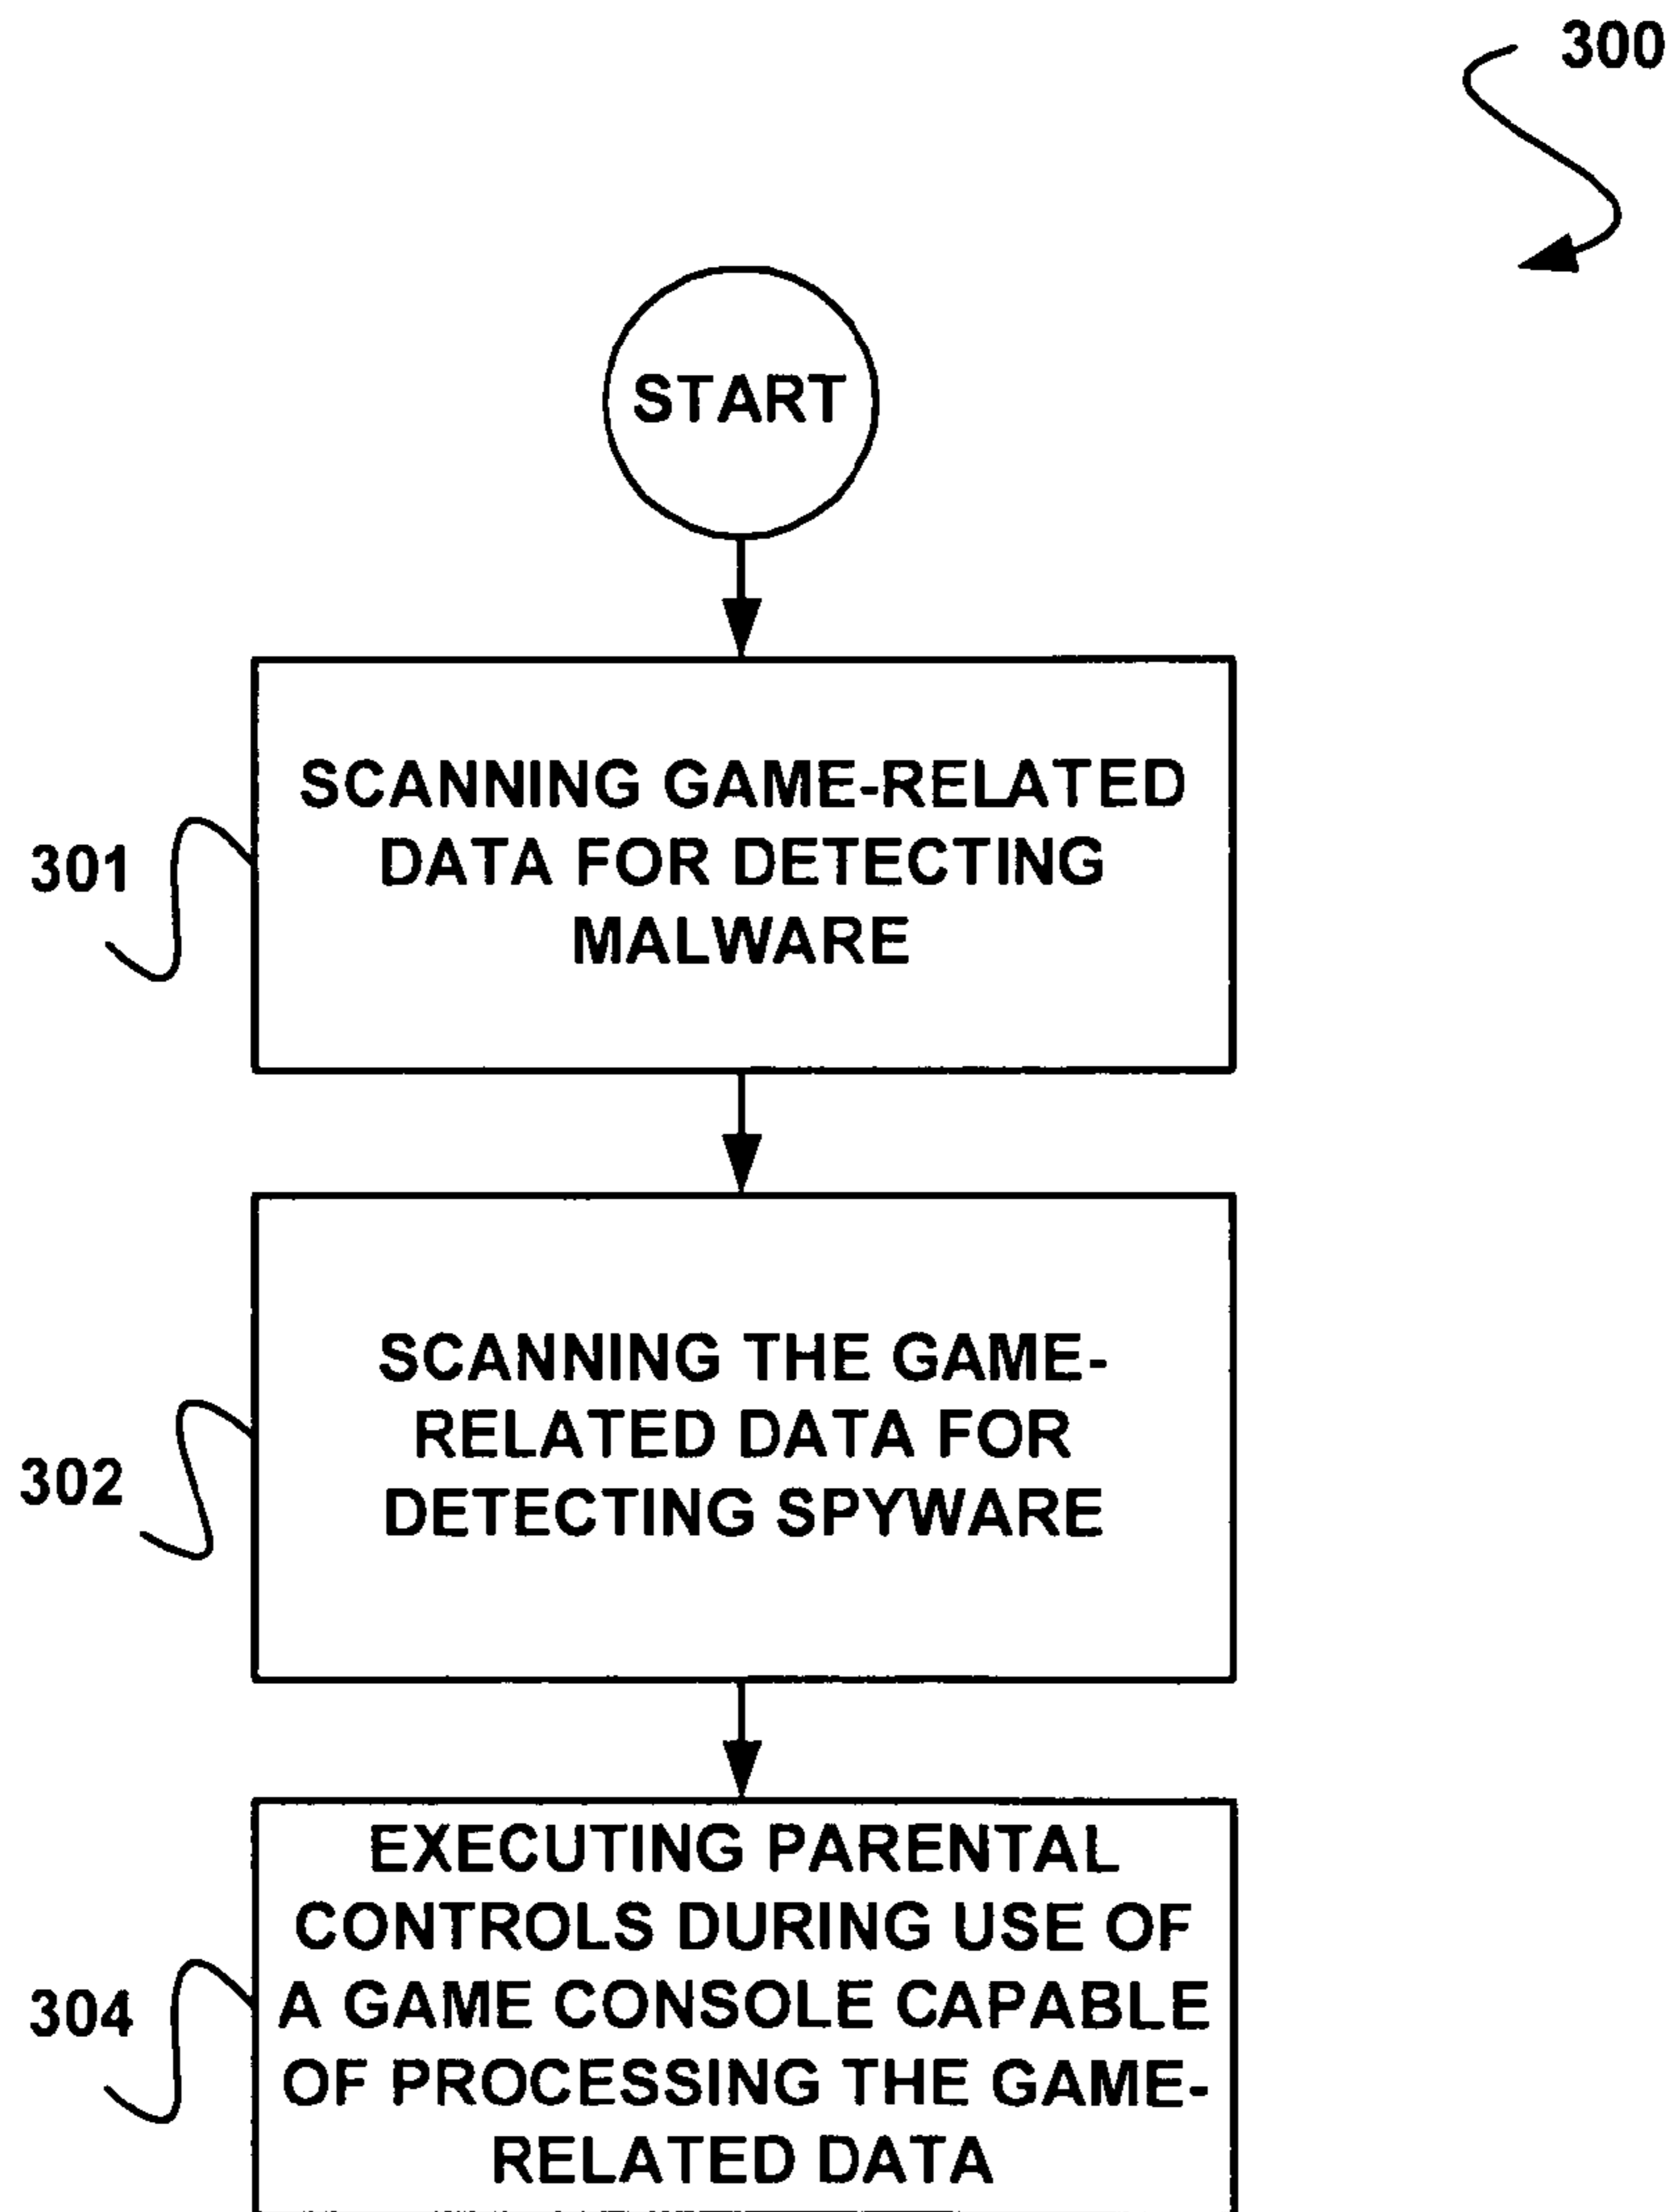 300
START
SCANNING GAME-RELATED
DATA FOR DETECTING
MALWARE
301
SCANNING THE GAME-
RELATED DATA FOR
DETECTING SPYWARE
302
EXECUTING PARENTAL
CONTROLS DURING USE OF
A GAME CONSOLE CAPABLE
OF PROCESSING THE GAME-
RELATED DATA
304